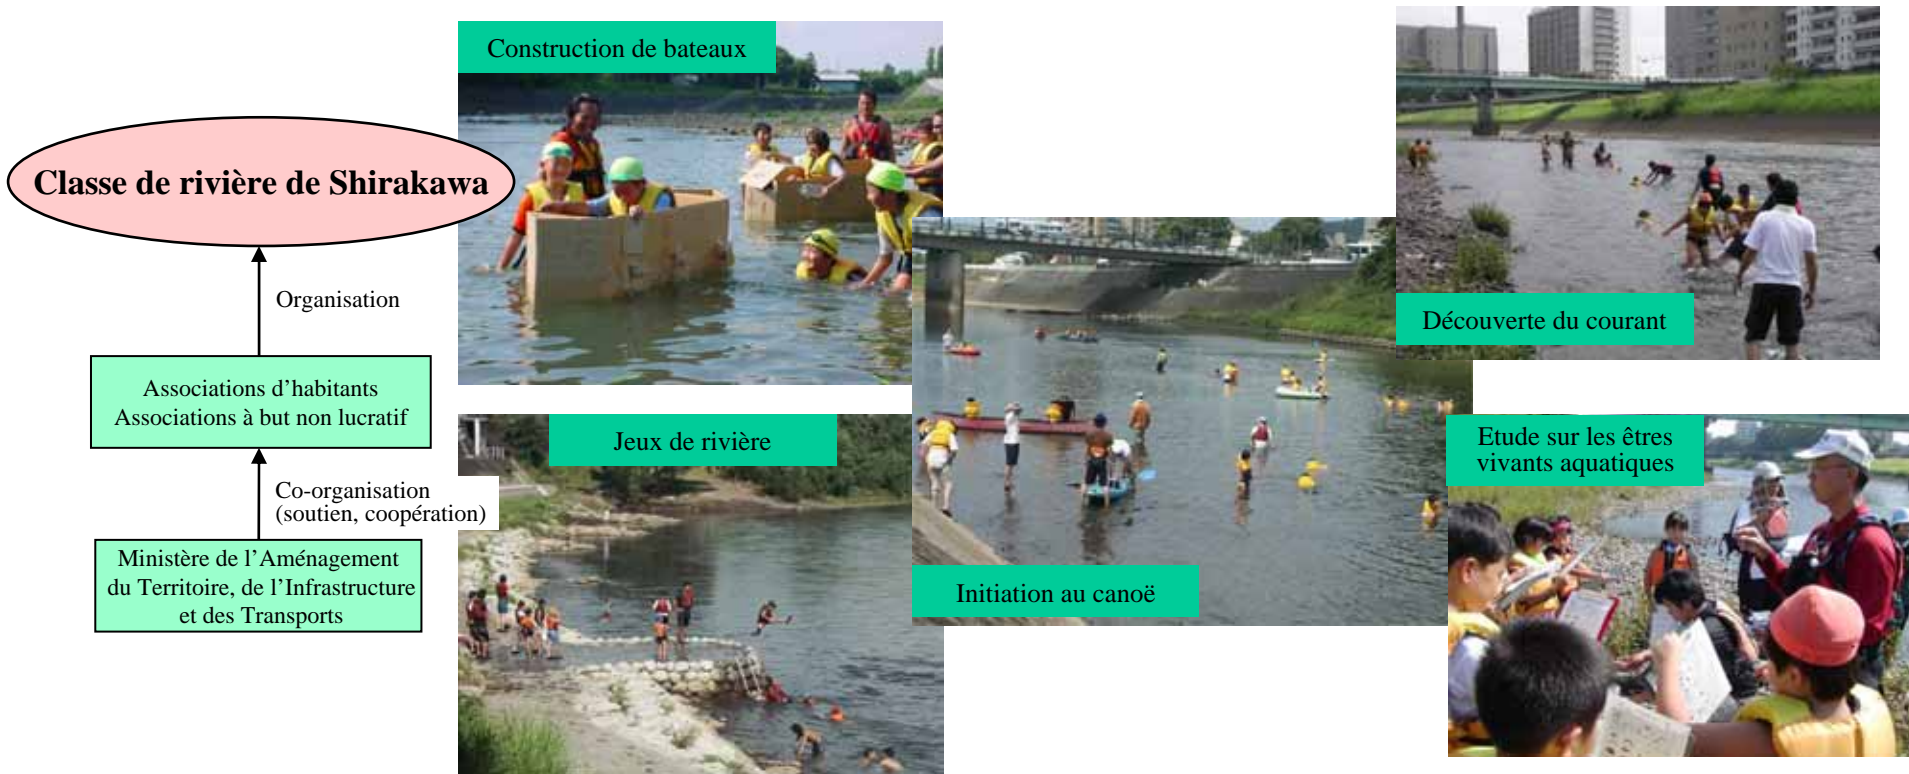 Classe de rivière de Shirakawa
Organisation
Associations d’habitants
Associations à but non lucratif
Co-organisation
(soutien, coopération)
Ministère de l’Aménagement
du Territoire, de l’Infrastructure
et des Transports
Construction de bateaux
Jeux de rivière
Initiation au canoë
Découverte du courant
Etude sur les êtres
vivants aquatiques